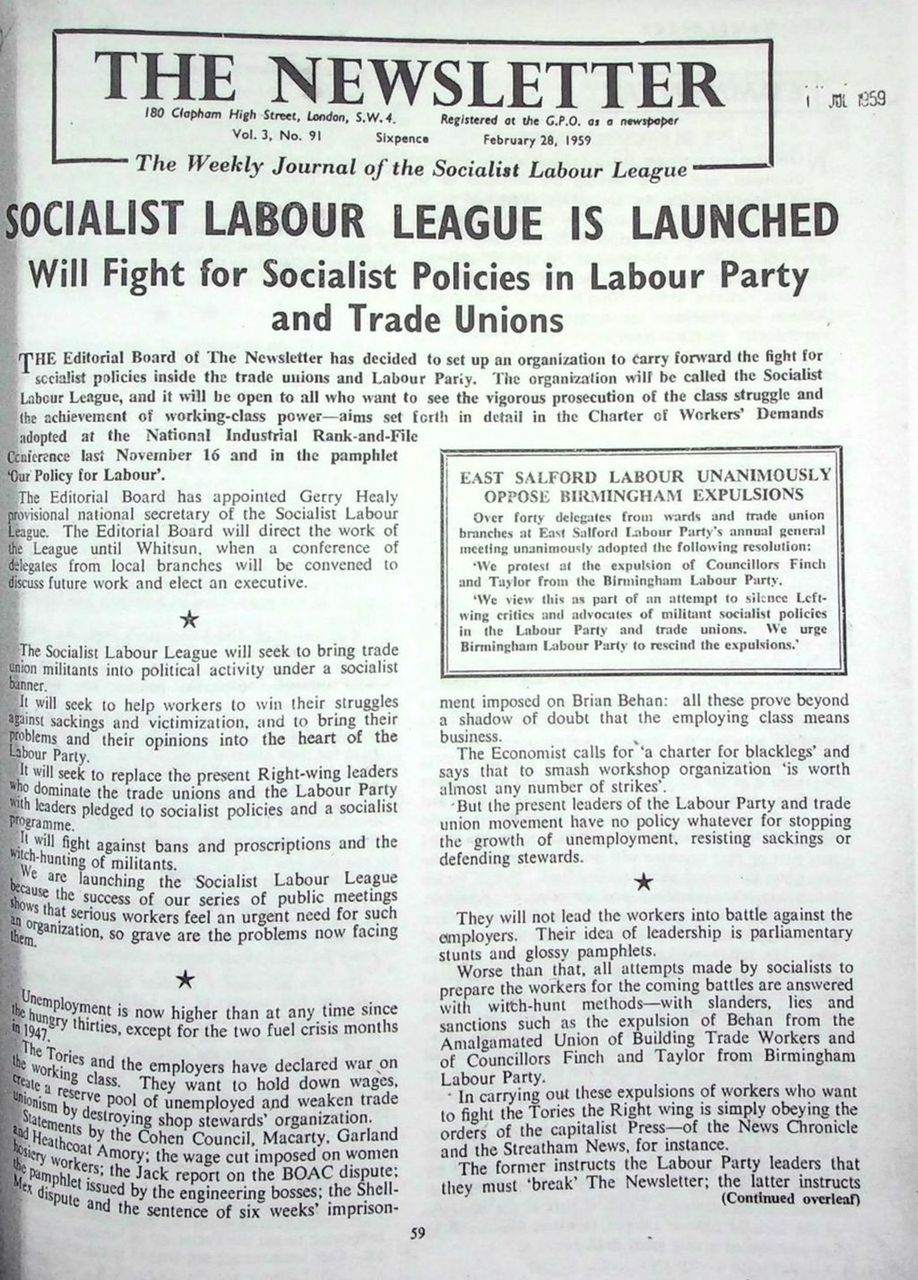 THE NEWSLETTER
180 Clapham High Street, London, S.W.4. Registered at the G.P.O. as a newspaper
1 JUL 1959
Vol. 3, No. 91 Sixpence February 28, 1959
The Weekly Journal of the Socialist Labour League
SOCIALIST LABOUR LEAGUE IS LAUNCHED
Will Fight for Socialist Policies in Labour Party
and Trade Unions
THE Editorial Board of The Newsletter has decided to set up an organization to carry forward the fight for
socialist policies inside the trade unions and Labour Party. The organization will be called the Socialist
Labour League, and it will be open to all who want to see the vigorous prosecution of the class struggle and
the achievement of working-class power—aims set forth in detail in the Charter of Workers' Demands
adopted at the National Industrial Rank-and-File
Conference last November 16 and in the pamphlet
'Our Policy for Labour'.
The Editorial Board has appointed Gerry Healy
provisional national secretary of the Socialist Labour
League. The Editorial Board will direct the work of
the League until Whitsun, when a conference of
delegates from local branches will be convened to
discuss future work and elect an executive.
The Socialist Labour League will seek to bring trade
union militants into political activity under a socialist
banner.
It will seek to help workers to win their struggles
against sackings and victimization, and to bring their
problems and their opinions into the heart of the
Labour Party.
It will seek to replace the present Right-wing leaders
who dominate the trade unions and the Labour Party
with leaders pledged to socialist policies and a socialist
programme.
It will fight against bans and proscriptions and the
witch-hunting of militants.
We are launching the Socialist Labour League
because the success of our series of public meetings
shows that serious workers feel an urgent need for such
an organization, so grave are the problems now facing
them.
Unemployment is now higher than at any time since
the hungry thirties, except for the two fuel crisis months
in 1947.
The Tories and the employers have declared war on
the working class. They want to hold down wages,
create a reserve pool of unemployed and weaken trade
unionism by destroying shop stewards' organization.
Statements by the Cohen Council, Macarty, Garland
and Heathcoat Amory; the wage cut imposed on women
hosiery workers; the Jack report on the BOAC dispute;
the pamphlet issued by the engineering bosses; the Shell-
Mex dispute and the sentence of six weeks' imprison-
EAST SALFORD LABOUR UNANIMOUSLY
OPPOSE BIRMINGHAM EXPULSIONS
Over forty delegates from wards and trade union
branches at East Salford Labour Party's annual general
meeting unanimously adopted the following resolution:
'We protest at the expulsion of Councillors Finch
and Taylor from the Birmingham Labour Party.
'We view this as part of an attempt to silence Left-
wing critics and advocates of militant socialist policies
in the Labour Party and trade unions. We urge
Birmingham Labour Party to rescind the expulsions.'
ment imposed on Brian Behan: all these prove beyond
a shadow of doubt that the employing class means
business.
The Economist calls for 'a charter for blacklegs' and
says that to smash workshop organization 'is worth
almost any number of strikes'.
But the present leaders of the Labour Party and trade
union movement have no policy whatever for stopping
the growth of unemployment, resisting sackings or
defending stewards.
They will not lead the workers into battle against the
employers. Their idea of leadership is parliamentary
stunts and glossy pamphlets.
Worse than that, all attempts made by socialists to
prepare the workers for the coming battles are answered
with witch-hunt methods—with slanders, lies and
sanctions such as the expulsion of Behan from the
Amalgamated Union of Building Trade Workers and
of Councillors Finch and Taylor from Birmingham
Labour Party.
In carrying out these expulsions of workers who want
to fight the Tories the Right wing is simply obeying the
orders of the capitalist Press—of the News Chronicle
and the Streatham News, for instance.
The former instructs the Labour Party leaders that
they must 'break' The Newsletter; the latter instructs
(Continued overleaf)
59